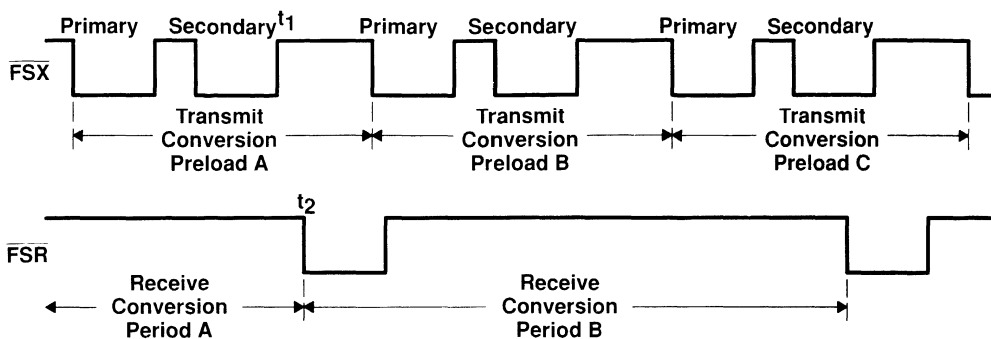 Primary Secondary t1 Primary Secondary Primary Secondary
FSX
Transmit
Conversion
Preload A
Transmit
Conversion
Preload B
Transmit
Conversion
Preload C
t2
FSR
Receive
Conversion
Period A
Receive
Conversion
Period B